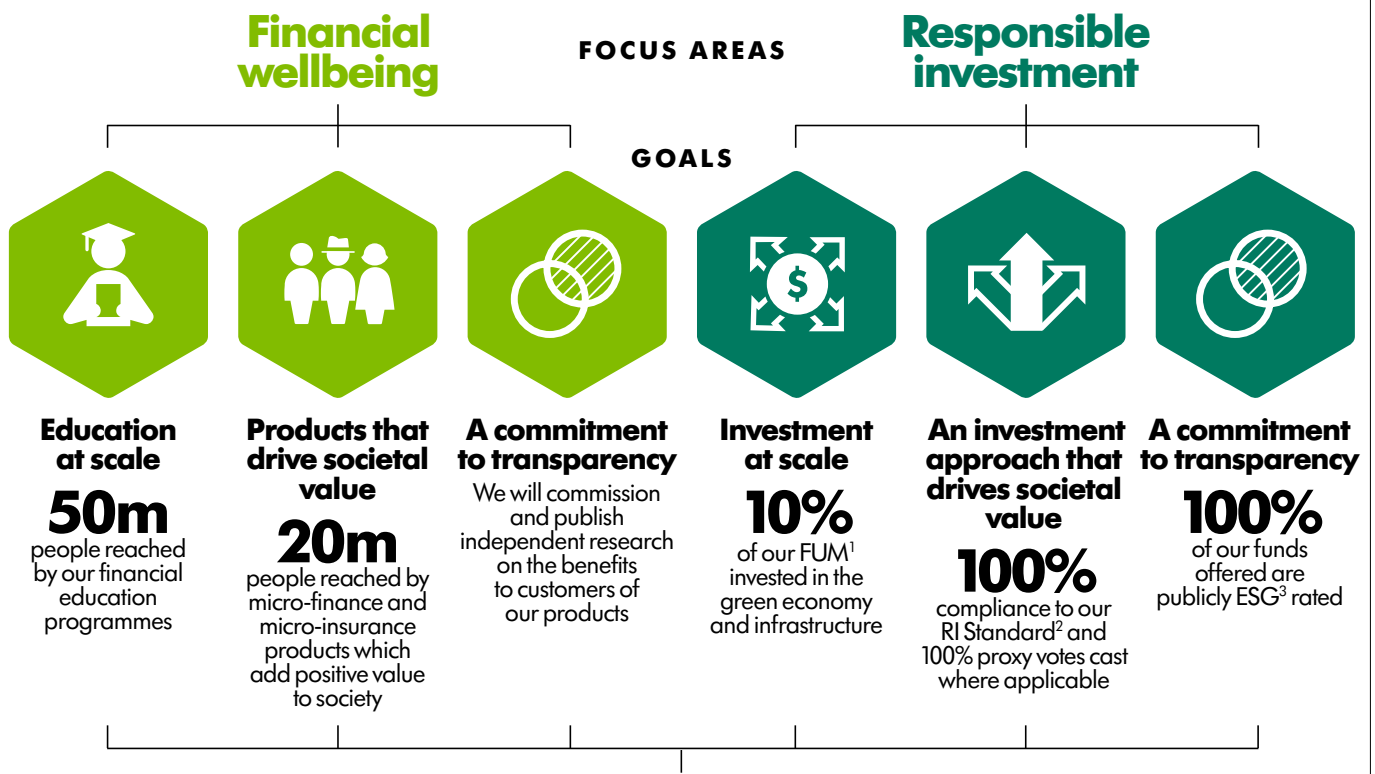 Financial
wellbeing
FOCUS AREAS
Responsible
investment
GOALS
Education
at scale
50m
people reached
by our financial
education
programmes
Products that
drive societal
value
20m
people reached by
micro-finance and
micro-insurance
products which
add positive value
to society
A commitment
to transparency
We will commission
and publish
independent research
on the benefits
to customers of
our products
$
Investment
at scale
10%
of our FUM¹
invested in the
green economy
and infrastructure
An investment
approach that
drives societal
value
100%
compliance to our
RI Standard² and
100% proxy votes cast
where applicable
A commitment
to transparency
100%
of our funds
offered are
publicly ESG³ rated